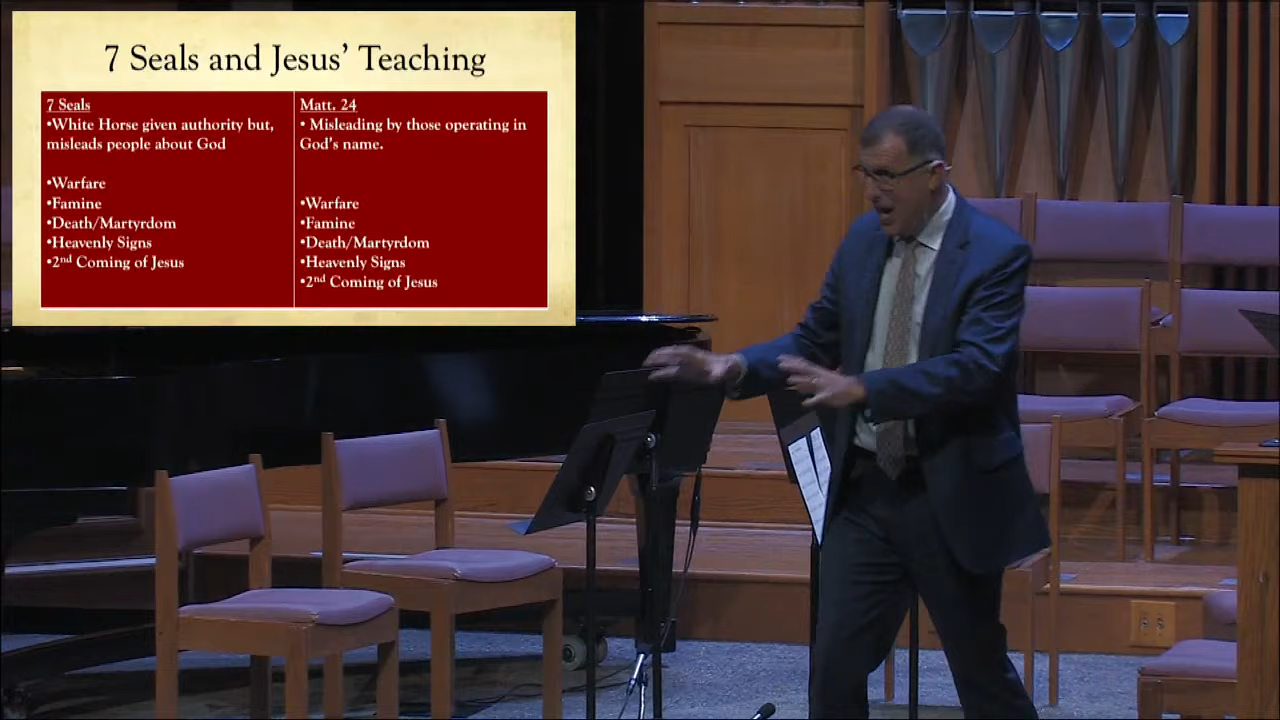 7 Seals and Jesus' Teaching
7 Seals
•White Horse given authority but,
misleads people about God
•Warfare
•Famine
•Death/Martyrdom
•Heavenly Signs
•2nd Coming of Jesus
Matt. 24
• Misleading by those operating in
God's name.
•Warfare
•Famine
•Death/Martyrdom
•Heavenly Signs
•2nd Coming of Jesus